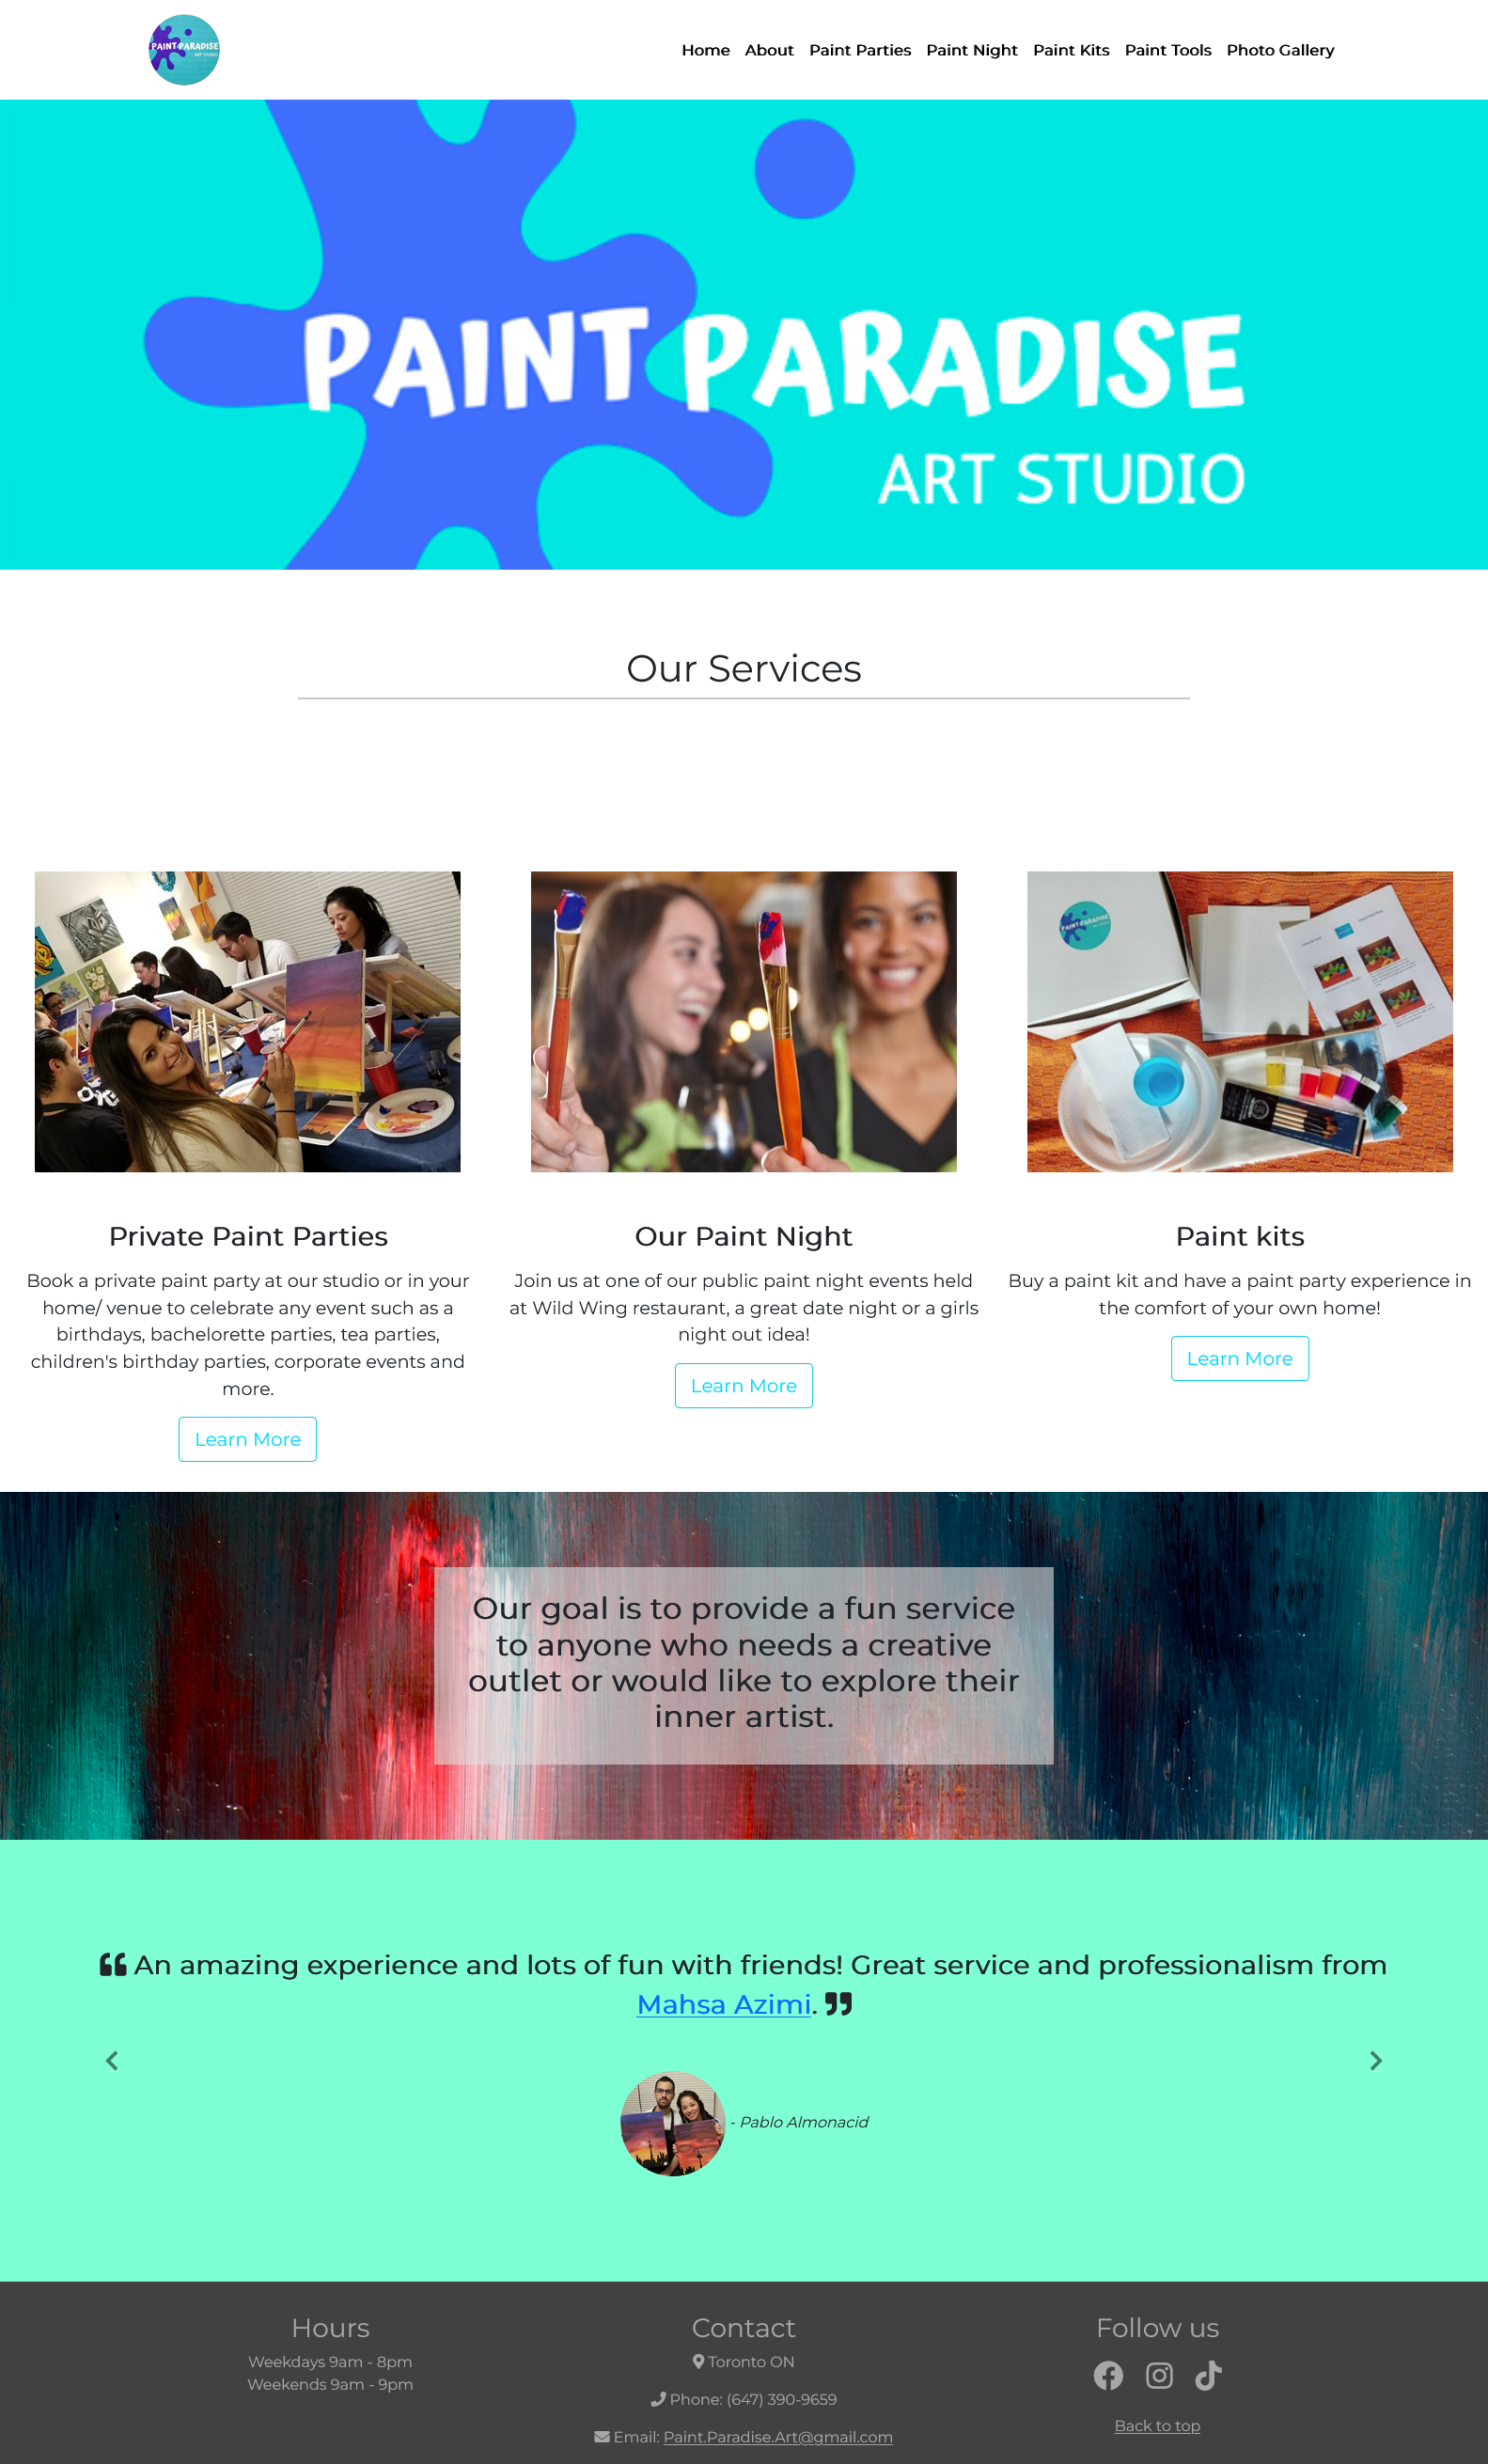 PAINT PARADISE
ART STUDIO
Home About Paint Parties Paint Night Paint Kits Paint Tools Photo Gallery
PAINT PARADISE
ART STUDIO
Our Services
PAINT PARADISE
Private Paint Parties
Book a private paint party at our studio or in your
home/ venue to celebrate any event such as a
birthdays, bachelorette parties, tea parties,
children's birthday parties, corporate events and
more.
Learn More
Our Paint Night
Join us at one of our public paint night events held
at Wild Wing restaurant, a great date night or a girls
night out idea!
Learn More
Paint kits
Buy a paint kit and have a paint party experience in
the comfort of your own home!
Learn More
Our goal is to provide a fun service
to anyone who needs a creative
outlet or would like to explore their
inner artist.
❝ An amazing experience and lots of fun with friends! Great service and professionalism from
Mahsa Azimi. ❞
- Pablo Almonacid
Hours
Weekdays 9am - 8pm
Weekends 9am - 9pm
Contact
Toronto ON
Phone: (647) 390-9659
Email: Paint.Paradise.Art@gmail.com
Follow us
Back to top